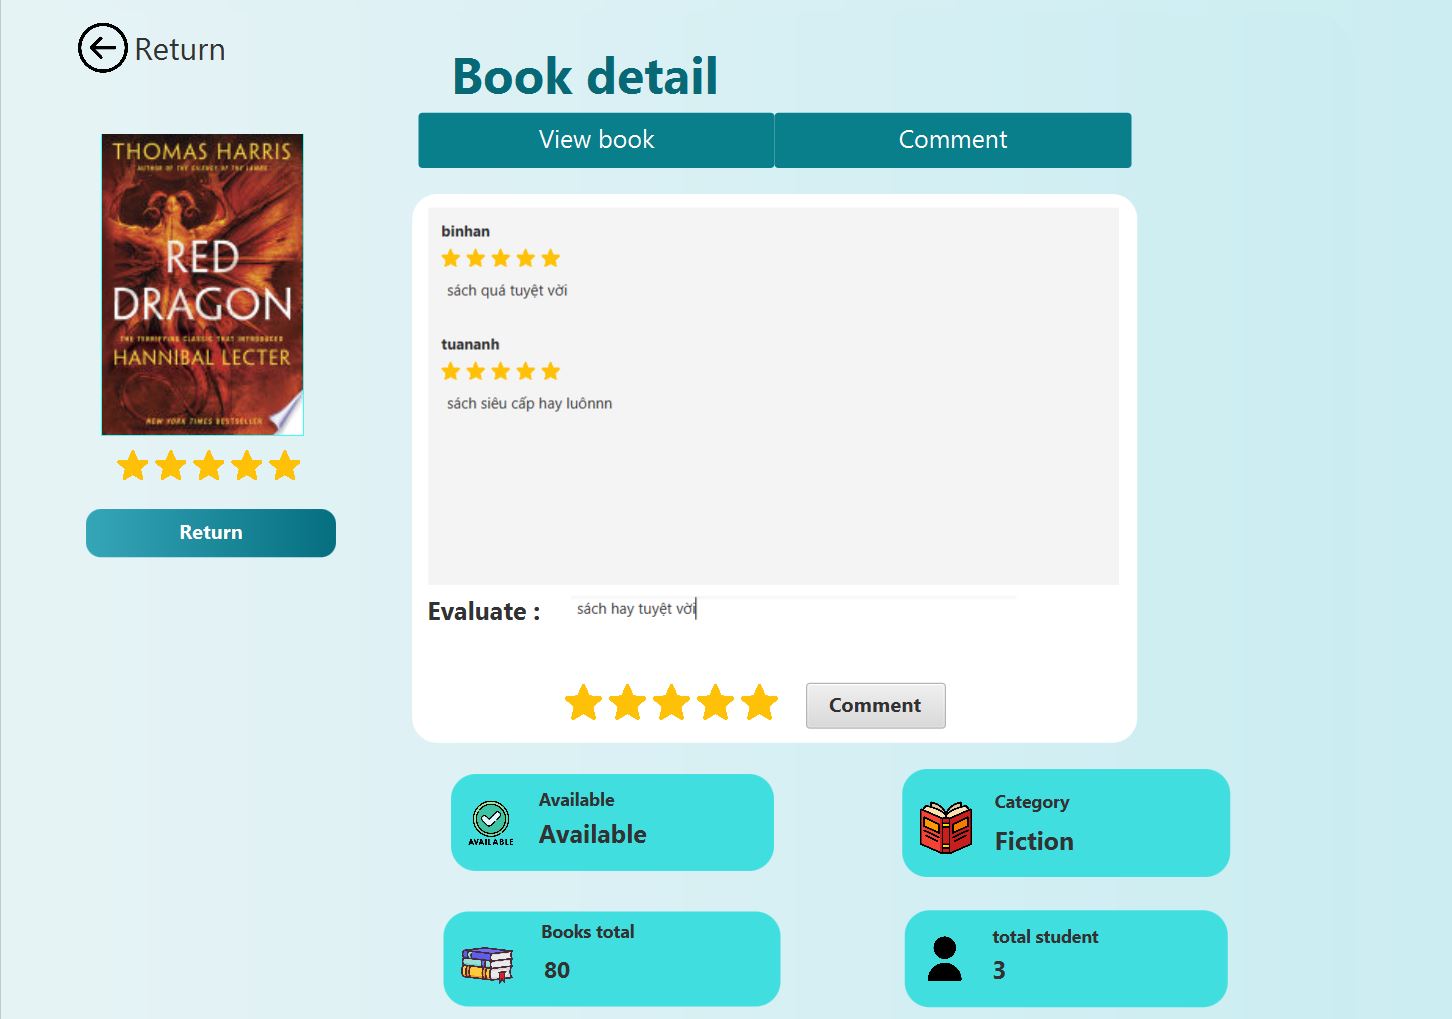 Return
Book detail
View book
Comment
THOMAS HARRIS
AUTHOR OF THE SILENCE OF THE LAMBS
RED
DRAGON
THE TERRIFYING CLASSIC THAT INTRODUCED
HANNIBAL LECTER
NEW YORK TIMES BESTSELLER
Return
binhan
sách quá tuyệt vời
tuananh
sách siêu cấp hay luônnn
Evaluate :
sách hay tuyệt vời
Comment
AVAILABLE
Available
Available
Category
Fiction
Books total
80
total student
3